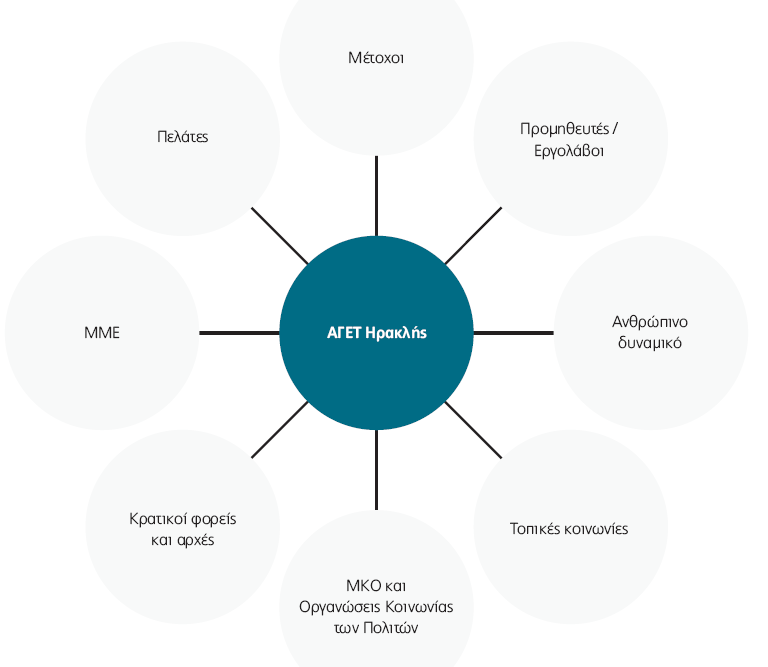 Μέτοχοι
Προμηθευτές /
Εργολάβοι
Πελάτες
Ανθρώπινο
δυναμικό
ΑΓΕΤ Ηρακλής
ΜΜΕ
Τοπικές κοινωνίες
Κρατικοί φορείς
και αρχές
ΜΚΟ και
Οργανώσεις Κοινωνίας
των Πολιτών